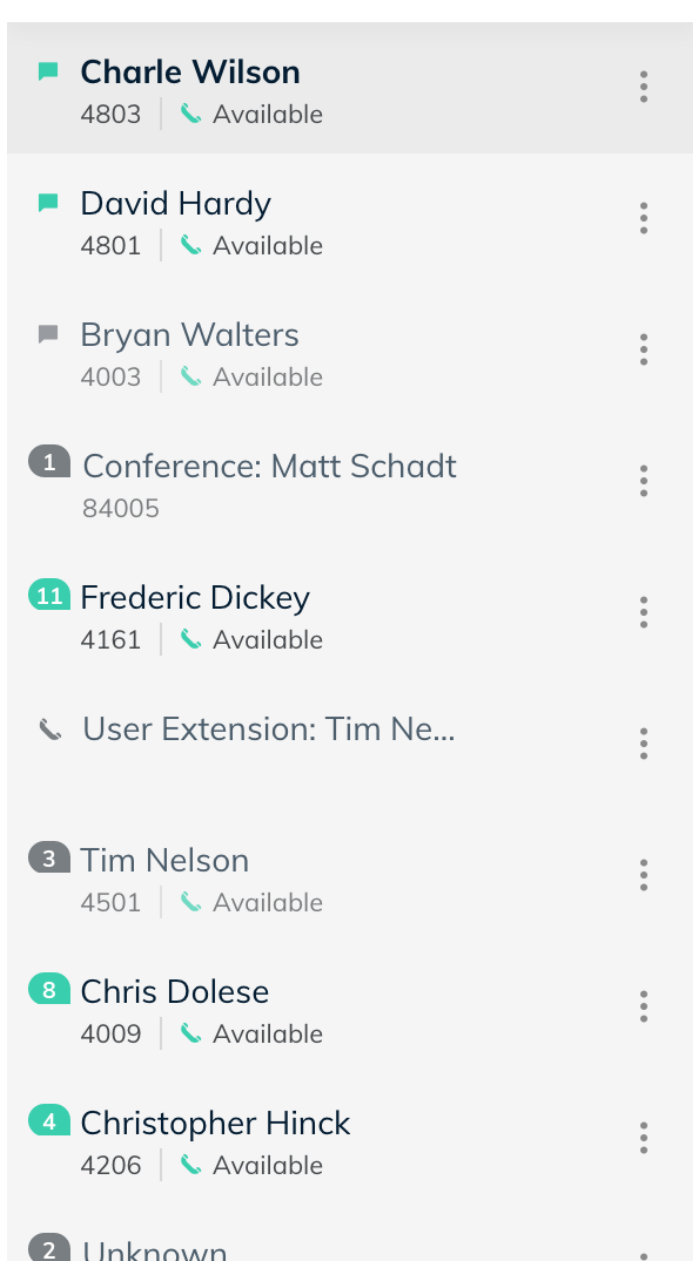 Charle Wilson
4803 Available
David Hardy
4801 Available
Bryan Walters
4003 Available
1 Conference: Matt Schadt
84005
11 Frederic Dickey
4161 Available
User Extension: Tim Ne...
3 Tim Nelson
4501 Available
8 Chris Dolese
4009 Available
4 Christopher Hinck
4206 Available
2 Unknown